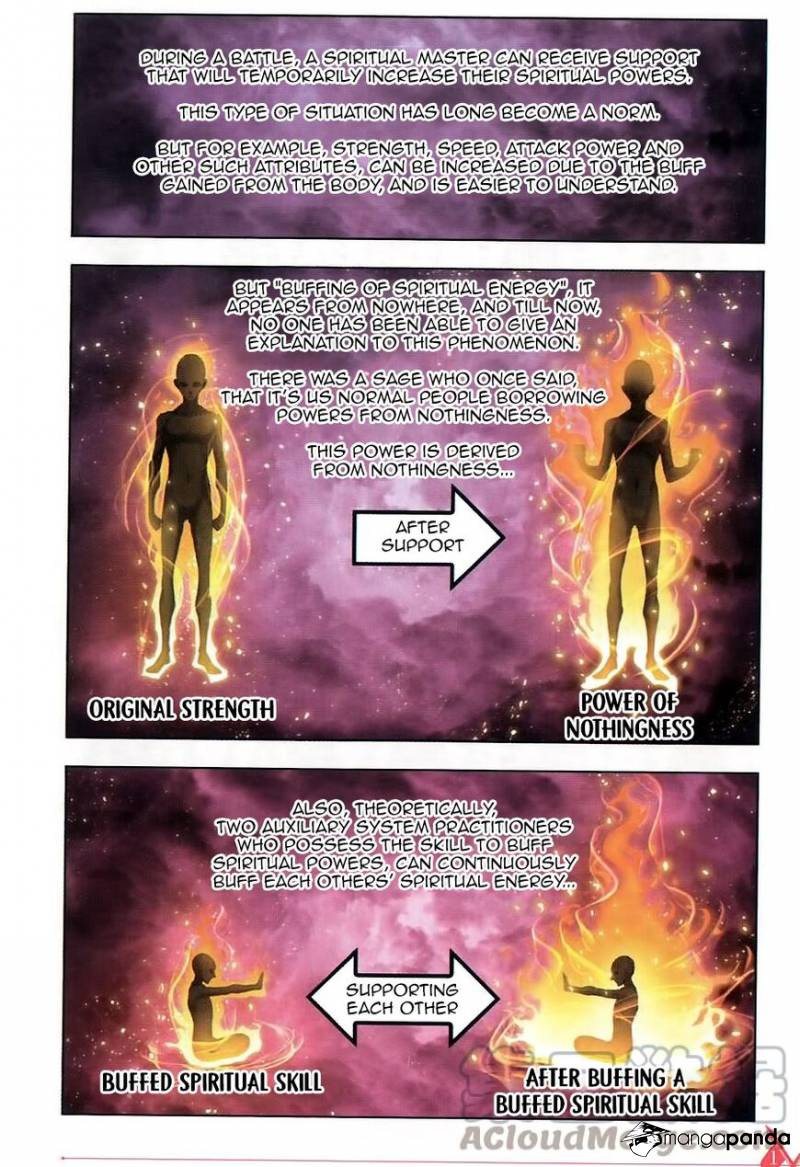 DURING A BATTLE, A SPIRITUAL MASTER CAN RECEIVE SUPPORT
THAT WILL TEMPORARILY INCREASE THEIR SPIRITUAL POWERS.
THIS TYPE OF SITUATION HAS LONG BECOME A NORM.
BUT FOR EXAMPLE, STRENGTH, SPEED, ATTACK POWER AND
OTHER SUCH ATTRIBUTES, CAN BE INCREASED DUE TO THE BUFF
GAINED FROM THE BODY, AND IS EASIER TO UNDERSTAND.
BUT "BUFFING OF SPIRITUAL ENERGY", IT
APPEARS FROM NOWHERE, AND TILL NOW,
NO ONE HAS BEEN ABLE TO GIVE AN
EXPLANATION TO THIS PHENOMENON.
THERE WAS A SAGE WHO ONCE SAID,
THAT IT'S US NORMAL PEOPLE BORROWING
POWERS FROM NOTHINGNESS.
THIS POWER IS DERIVED
FROM NOTHINGNESS...
AFTER
SUPPORT
ORIGINAL STRENGTH
POWER OF
NOTHINGNESS
ALSO, THEORETICALLY,
TWO AUXILIARY SYSTEM PRACTITIONERS
WHO POSSESS THE SKILL TO BUFF
SPIRITUAL POWERS, CAN CONTINUOUSLY
BUFF EACH OTHERS' SPIRITUAL ENERGY...
SUPPORTING
EACH OTHER
BUFFED SPIRITUAL SKILL
AFTER BUFFING A
BUFFED SPIRITUAL SKILL
mangapanda
1